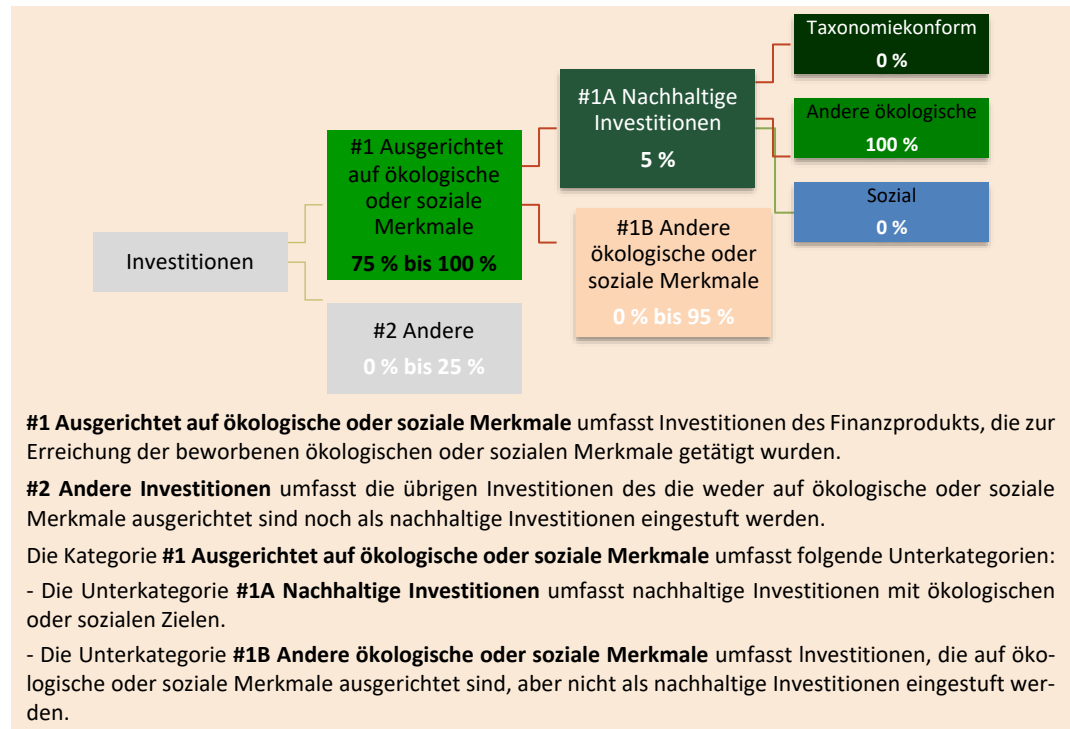 Investitionen
#1 Ausgerichtet
auf ökologische
oder soziale
Merkmale
75 % bis 100 %
#2 Andere
0 % bis 25 %
#1A Nachhaltige
Investitionen
5 %
#1B Andere
ökologische oder
soziale Merkmale
0 % bis 95 %
Taxonomiekonform
0 %
Andere ökologische
100 %
Sozial
0 %
#1 Ausgerichtet auf ökologische oder soziale Merkmale umfasst Investitionen des Finanzprodukts, die zur
Erreichung der beworbenen ökologischen oder sozialen Merkmale getätigt wurden.
#2 Andere Investitionen umfasst die übrigen Investitionen des die weder auf ökologische oder soziale
Merkmale ausgerichtet sind noch als nachhaltige Investitionen eingestuft werden.
Die Kategorie #1 Ausgerichtet auf ökologische oder soziale Merkmale umfasst folgende Unterkategorien:
- Die Unterkategorie #1A Nachhaltige Investitionen umfasst nachhaltige Investitionen mit ökologischen
oder sozialen Zielen.
- Die Unterkategorie #1B Andere ökologische oder soziale Merkmale umfasst Investitionen, die auf öko-
logische oder soziale Merkmale ausgerichtet sind, aber nicht als nachhaltige Investitionen eingestuft wer-
den.